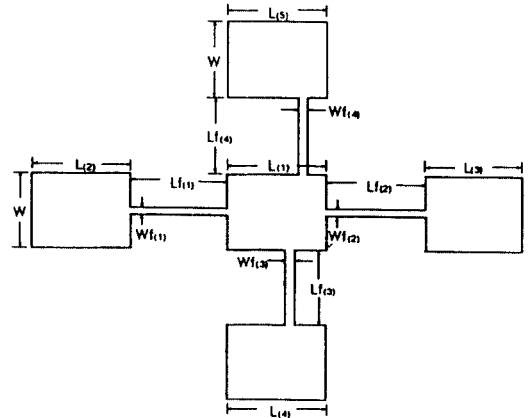 L(5)
W
Wf(4)
Lf(4)
L(1)
L(2)
Lf(1)
Lf(2)
L(3)
W
Wf(1)
Wf(2)
Wf(3)
Lf(3)
L(4)